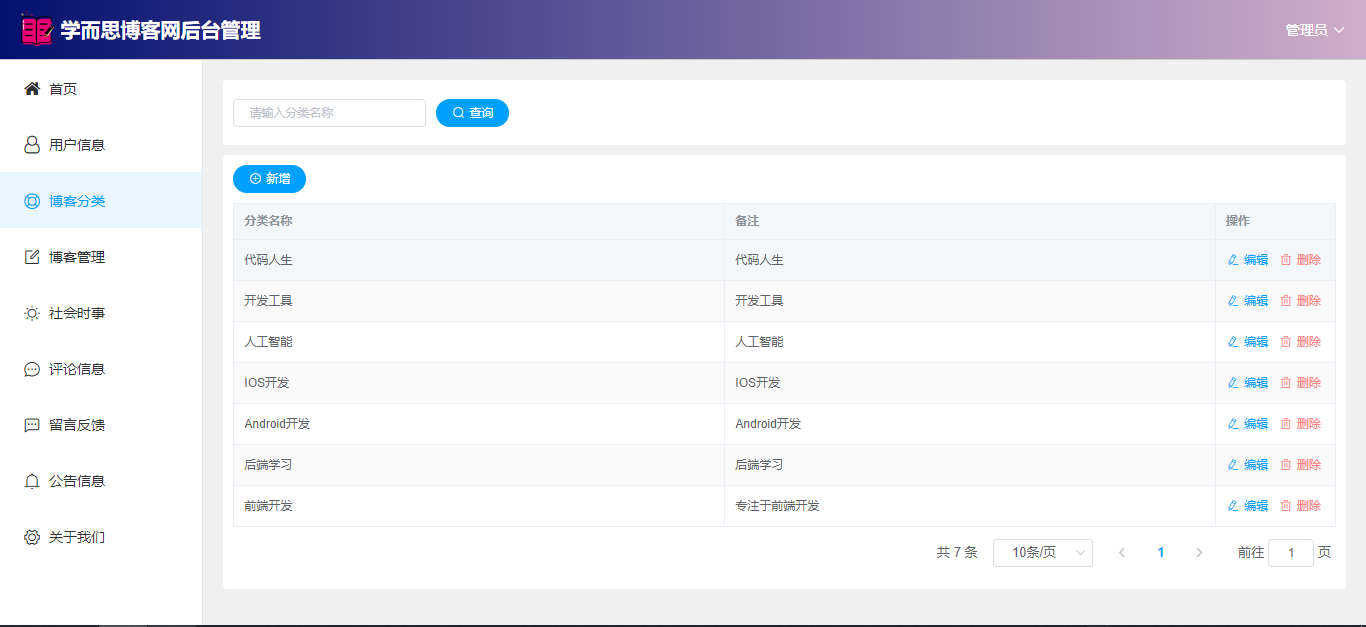 学而思博客网后台管理
管理员
首页
用户信息
博客分类
博客管理
社会时事
评论信息
留言反馈
公告信息
关于我们
请输入分类名称 查询
新增
分类名称 备注 操作
代码人生 代码人生 编辑 删除
开发工具 开发工具 编辑 删除
人工智能 人工智能 编辑 删除
IOS开发 IOS开发 编辑 删除
Android开发 Android开发 编辑 删除
后端学习 后端学习 编辑 删除
前端开发 专注于前端开发 编辑 删除
共 7 条 10条/页 1 前往 1 页